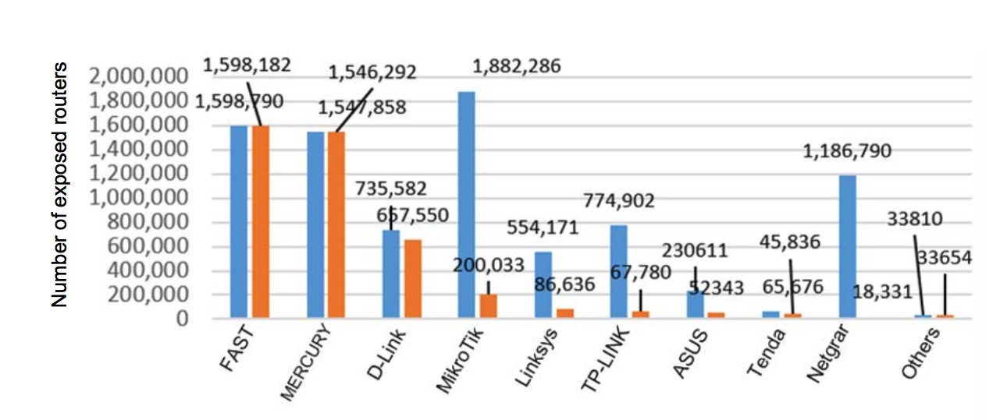 Number of exposed routers
2,000,000
1,800,000
1,600,000
1,400,000
1,200,000
1,000,000
800,000
600,000
400,000
200,000
0
1,598,182
1,598,790
1,546,292
1,547,858
735,582
657,550
1,882,286
200,033
554,171
86,636
774,902
67,780
230611
52343
45,836
65,676
1,186,790
18,331
33810
33654
FAST
MERCURY
D-Link
MikroTik
Linksys
TP-LINK
ASUS
Tenda
Netgrar
Others